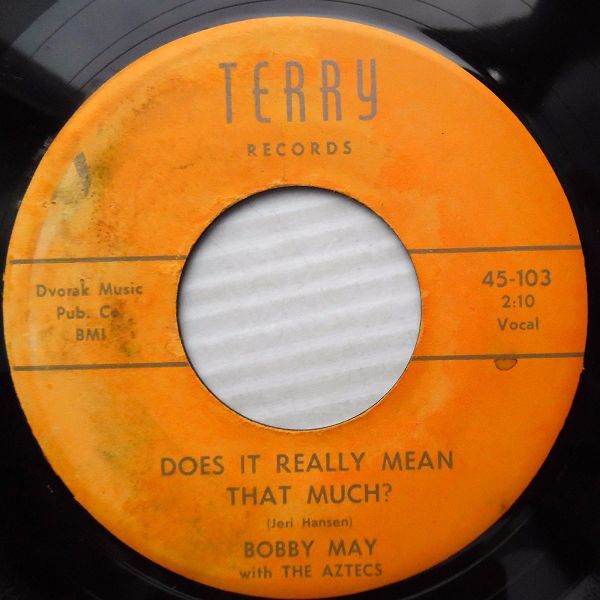 TERRY
RECORDS
Dvorak Music
Pub. Co.
BMI
45-103
2:10
Vocal
DOES IT REALLY MEAN
THAT MUCH?
(Jeri Hansen)
BOBBY MAY
with THE AZTECS